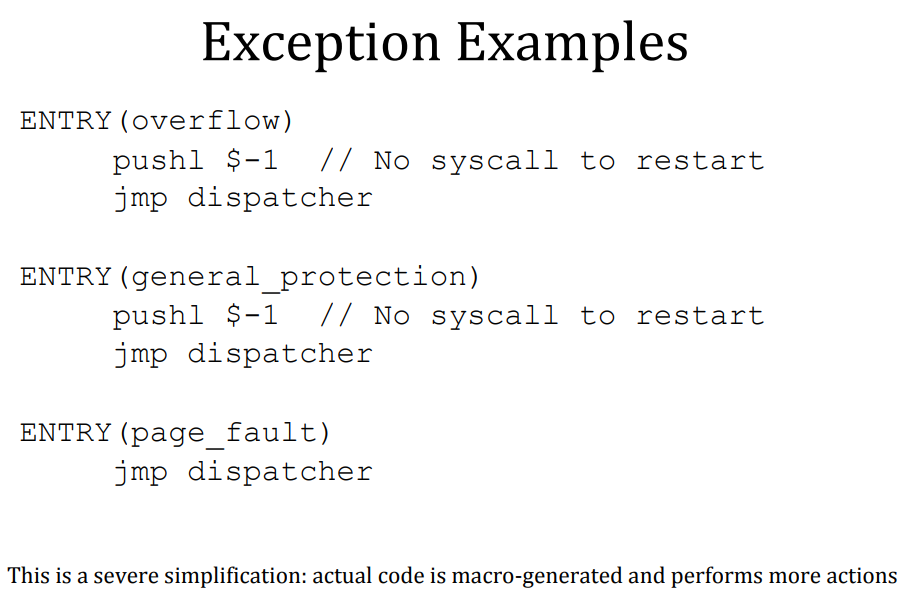 Exception Examples
ENTRY(overflow)
pushl $-1 // No syscall to restart
jmp dispatcher
ENTRY(general_protection)
pushl $-1 // No syscall to restart
jmp dispatcher
ENTRY(page_fault)
jmp dispatcher
This is a severe simplification: actual code is macro-generated and performs more actions